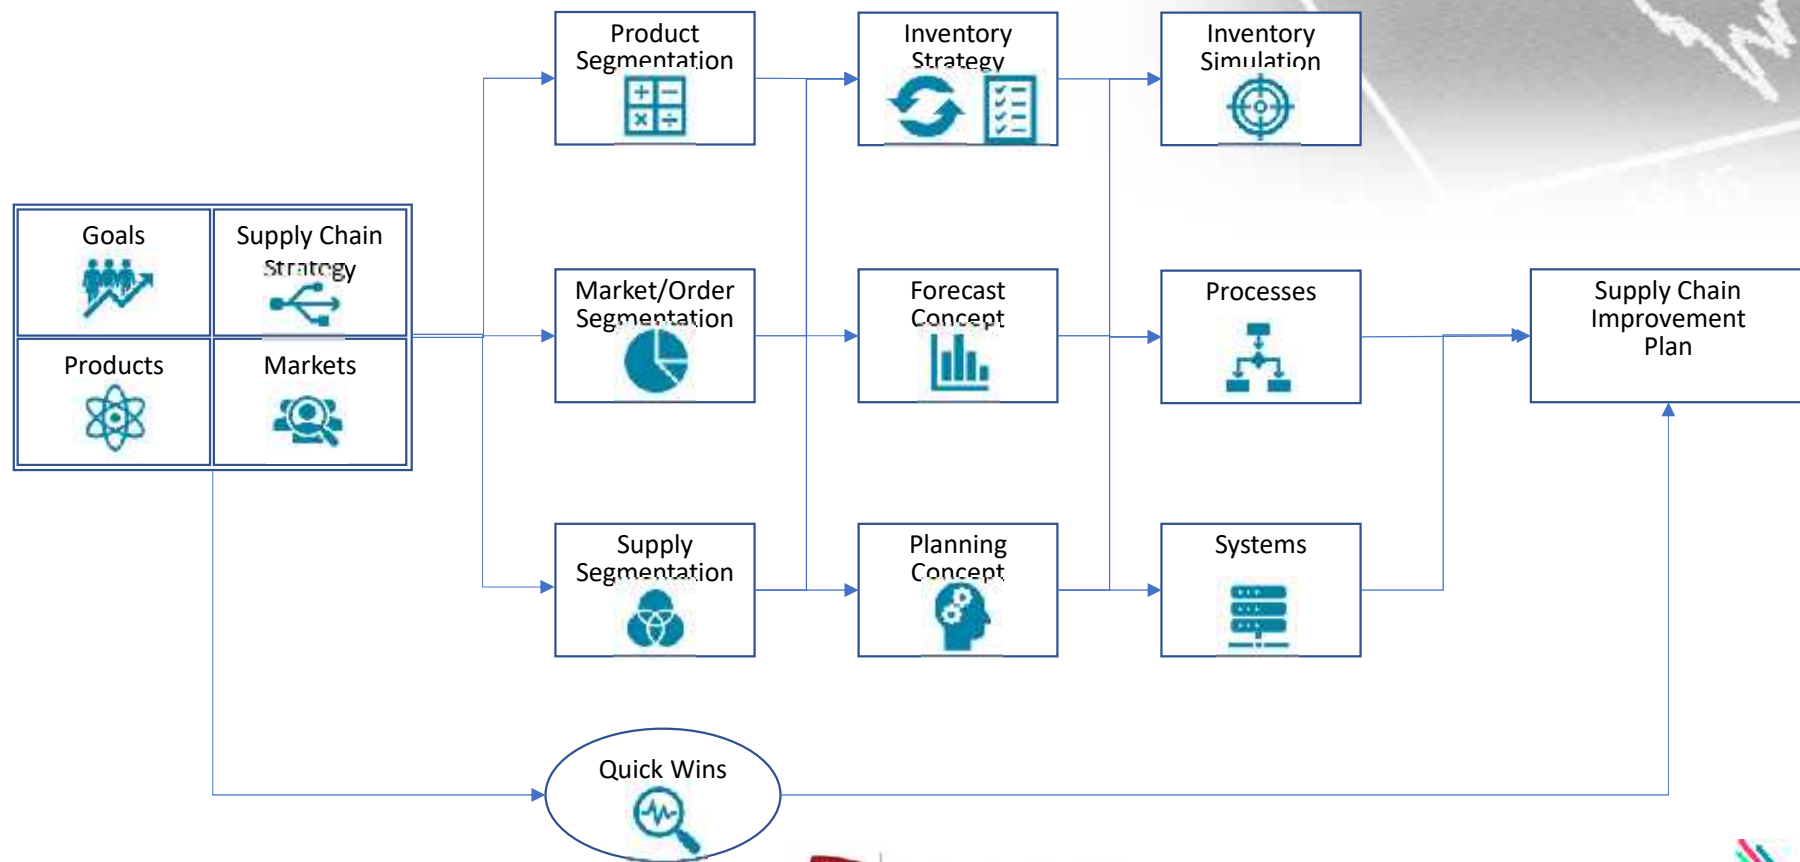 Product
Segmentation
Inventory
Strategy
Inventory
Simulation
Goals
Supply Chain
Strategy
Products
Markets
Market/Order
Segmentation
Forecast
Concept
Processes
Supply Chain
Improvement
Plan
Supply
Segmentation
Planning
Concept
Systems
Quick Wins